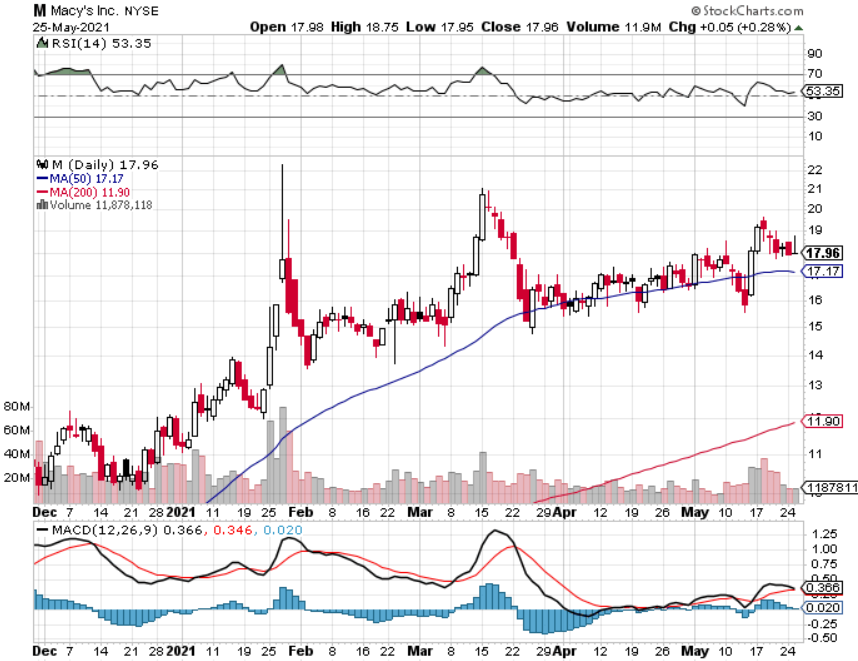 M Macy's Inc. NYSE
© StockCharts.com
25-May-2021
Open 17.98 High 18.75 Low 17.95 Close 17.96 Volume 11.9M Chg +0.05 (+0.28%)
RSI(14) 53.35
90
70
53.35
30
10
M (Daily) 17.96
MA(50) 17.17
MA(200) 11.90
Volume 11,878,118
22
21
20
19
17.96
17.17
16
15
14
13
11.90
11
1187811
80M
60M
40M
20M
Dec 7 14 21 28 2021 11 19 25 Feb 8 16 22 Mar 8 15 22 29 Apr 12 19 26 May 10 17 24
MACD(12,26,9) 0.366, 0.346, 0.020
1.25
1.00
0.75
0.50
0.366
0.020
-0.25
-0.50
Dec 7 14 21 28 2021 11 19 25 Feb 8 16 22 Mar 8 15 22 29 Apr 12 19 26 May 10 17 24